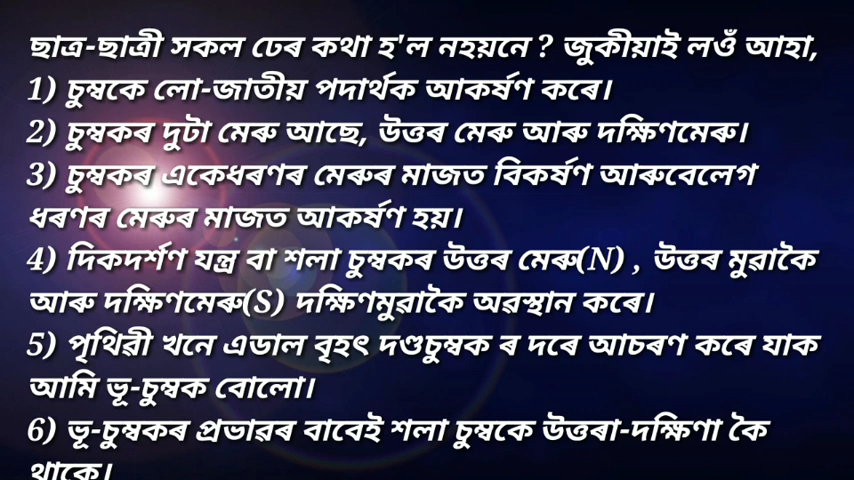 ছাত্ৰ-ছাত্ৰী সকল ঢেৰ কথা হ'ল নহয়নে ? জুকীয়াই লওঁ আহা,
1) চুম্বকে লো-জাতীয় পদাৰ্থক আকৰ্ষণ কৰে।
2) চুম্বকৰ দুটা মেৰু আছে, উত্তৰ মেৰু আৰু দক্ষিণমেৰু।
3) চুম্বকৰ একেধৰণৰ মেৰুৰ মাজত বিকৰ্ষণ আৰুবেলেগ
ধৰণৰ মেৰুৰ মাজত আকৰ্ষণ হয়।
4) দিকদৰ্শণ যন্ত্ৰ বা শলা চুম্বকৰ উত্তৰ মেৰু(N) , উত্তৰ মুৱাকৈ
আৰু দক্ষিণমেৰু(S) দক্ষিণমুৱাকৈ অৱস্থান কৰে।
5) পৃথিৱী খনে এডাল বৃহৎ দণ্ডচুম্বক ৰ দৰে আচৰণ কৰে যাক
আমি ভূ-চুম্বক বোলো।
6) ভূ-চুম্বকৰ প্ৰভাৱৰ বাবেই শলা চুম্বকে উত্তৰা-দক্ষিণা কৈ
থাকে।